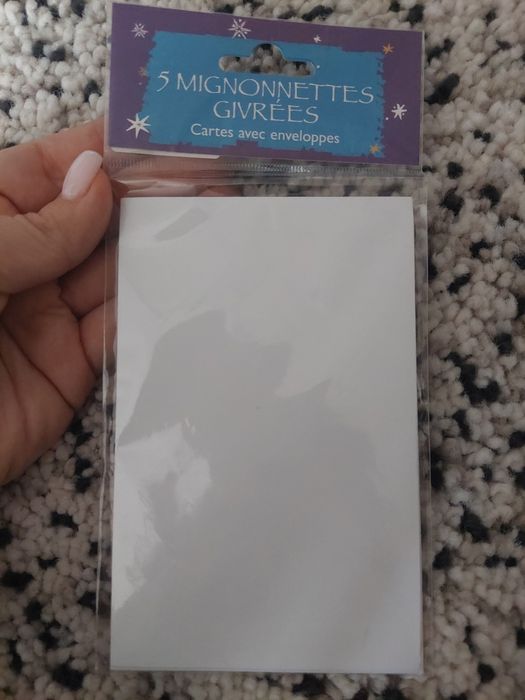 5 MIGNONNETTES
GIVRÉES
Cartes avec enveloppes